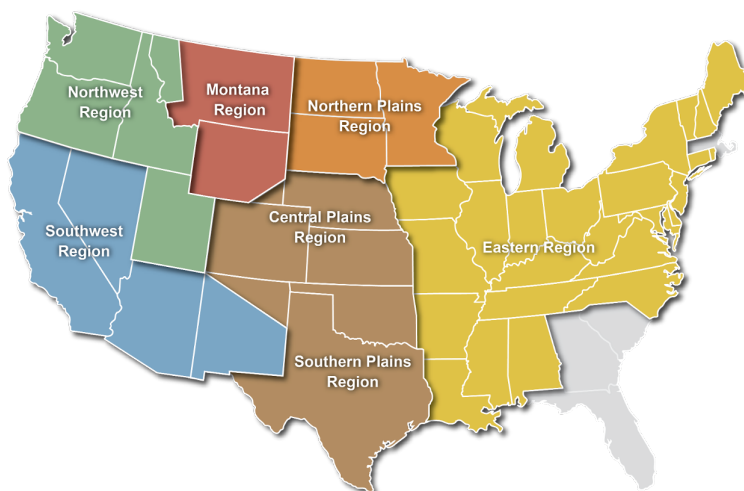 Northwest
Region
Montana
Region
Northern Plains
Region
Southwest
Region
Central Plains
Region
Eastern Region
Southern Plains
Region